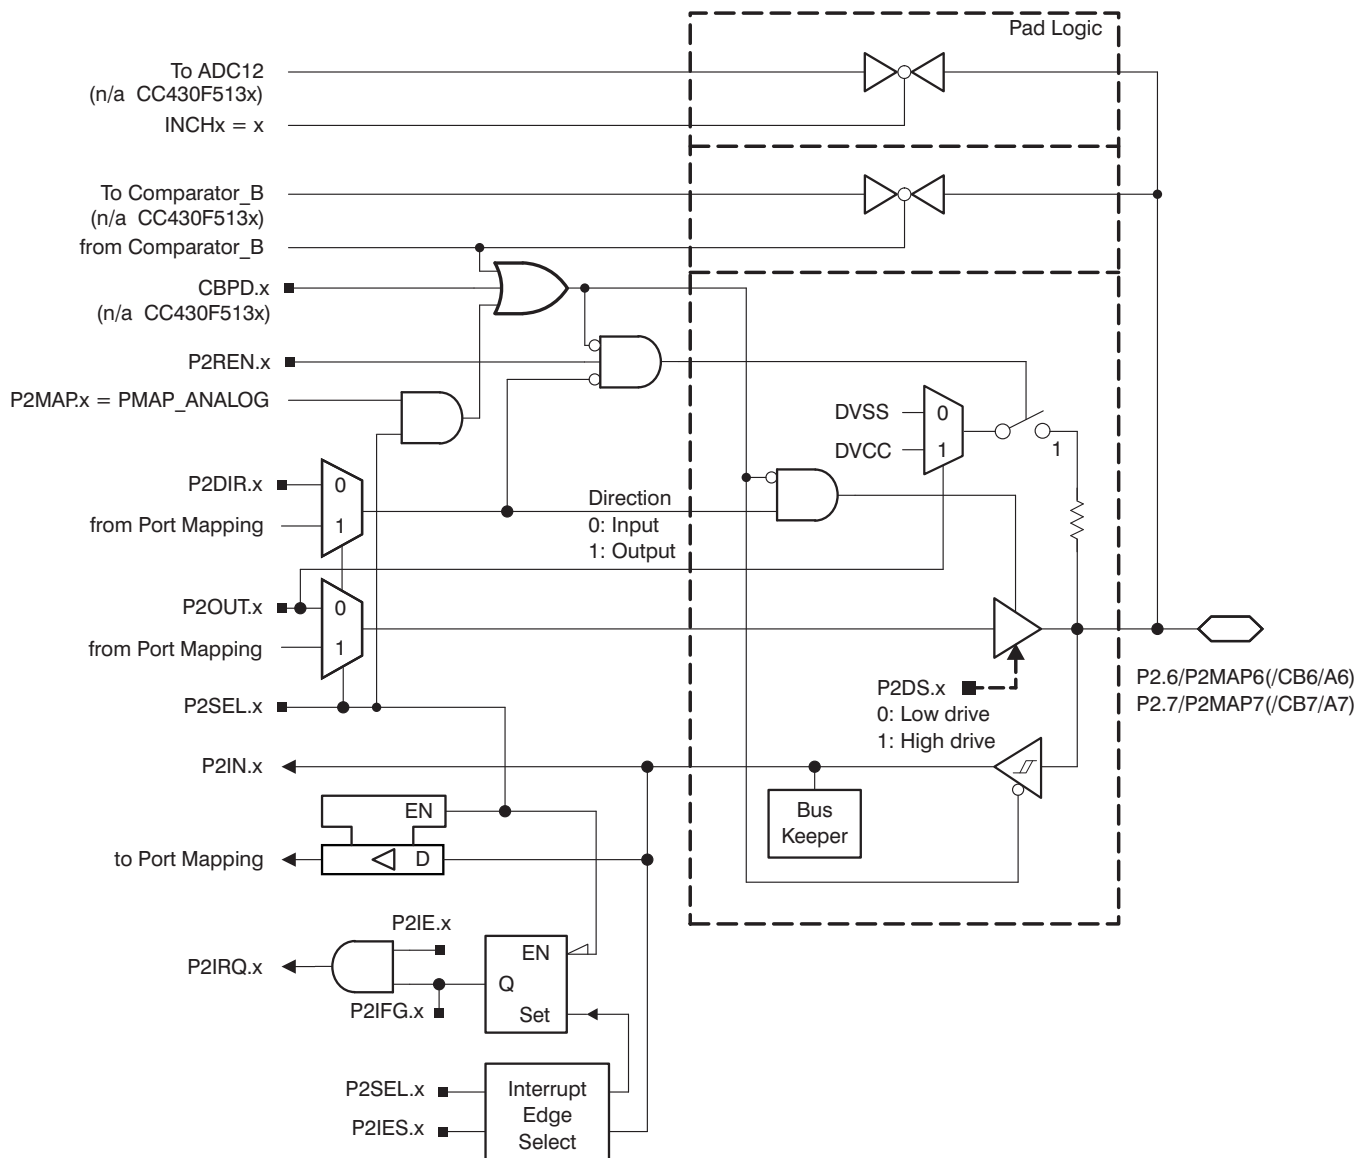 Pad Logic
To ADC12
(n/a CC430F513x)
INCHx = x
To Comparator_B
(n/a CC430F513x)
from Comparator_B
CBPD.x
(n/a CC430F513x)
P2REN.x
P2MAP.x = PMAP_ANALOG
DVSS
0
DVCC
1
1
P2DIR.x
0
from Port Mapping
1
Direction
0: Input
1: Output
P2OUT.x
0
from Port Mapping
1
P2SEL.x
P2DS.x
0: Low drive
1: High drive
P2.6/P2MAP6(/CB6/A6)
P2.7/P2MAP7(/CB7/A7)
P2IN.x
Bus
Keeper
EN
to Port Mapping
D
P2IE.x
P2IRQ.x
EN
Q
P2IFG.x
Set
P2SEL.x
P2IES.x
Interrupt
Edge
Select